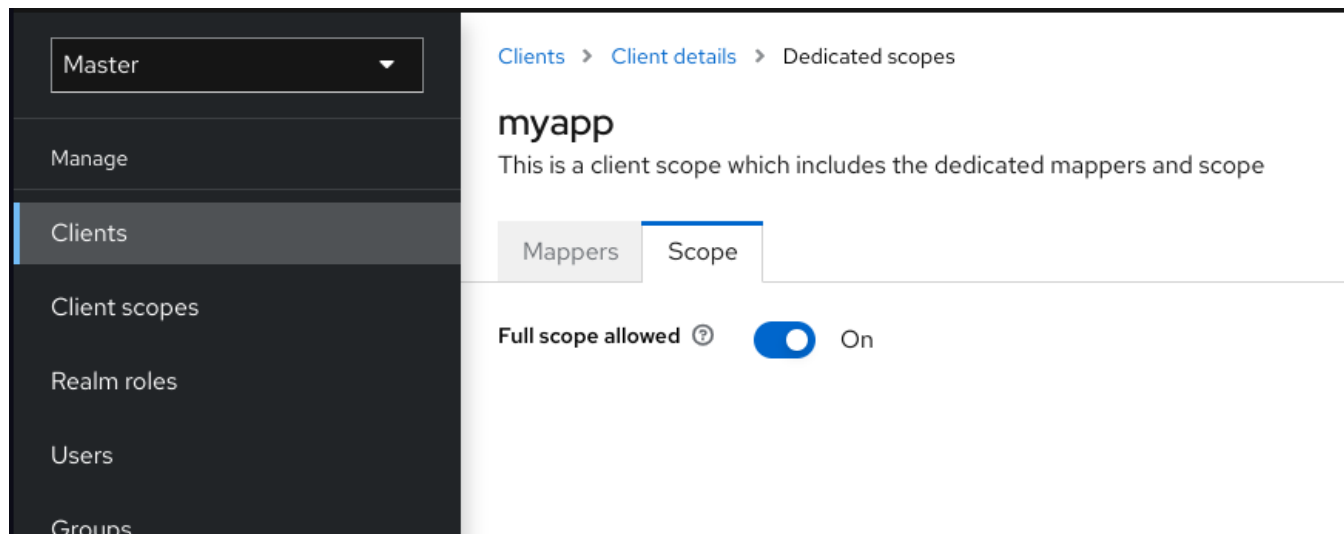 Master
Manage
Clients
Client scopes
Realm roles
Users
Groups
Clients > Client details > Dedicated scopes
myapp
This is a client scope which includes the dedicated mappers and scope
Mappers Scope
Full scope allowed ? On